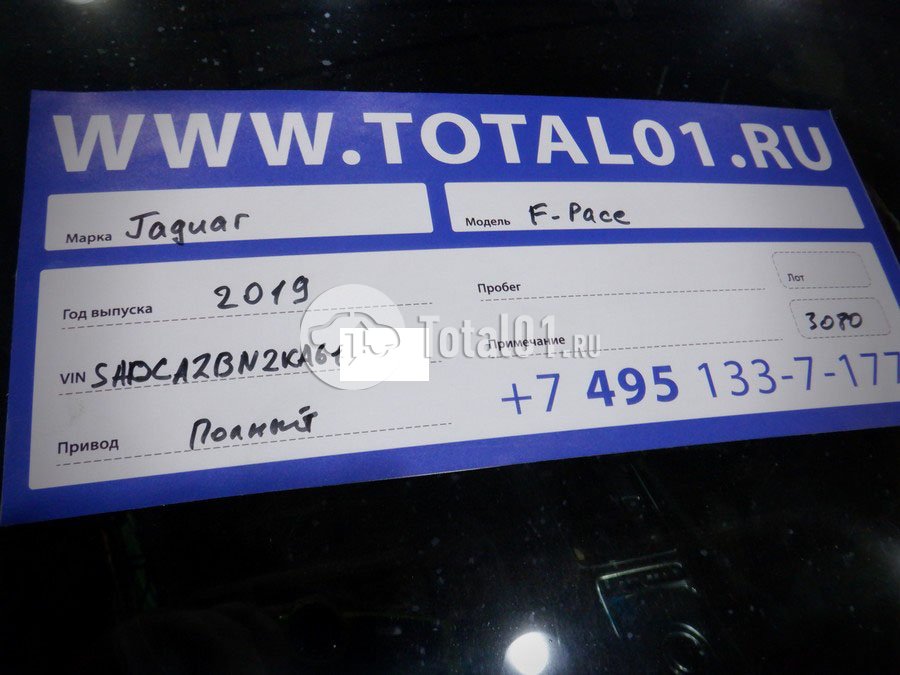 WWW.TOTAL01.RU
Марка Jaguar Модель F-Pace
Год выпуска 2019 Пробег Лот
3080
VIN SADCA2BN2KA61 Примечание
Total01.RU
+7 495 133-7-177
Привод Полный